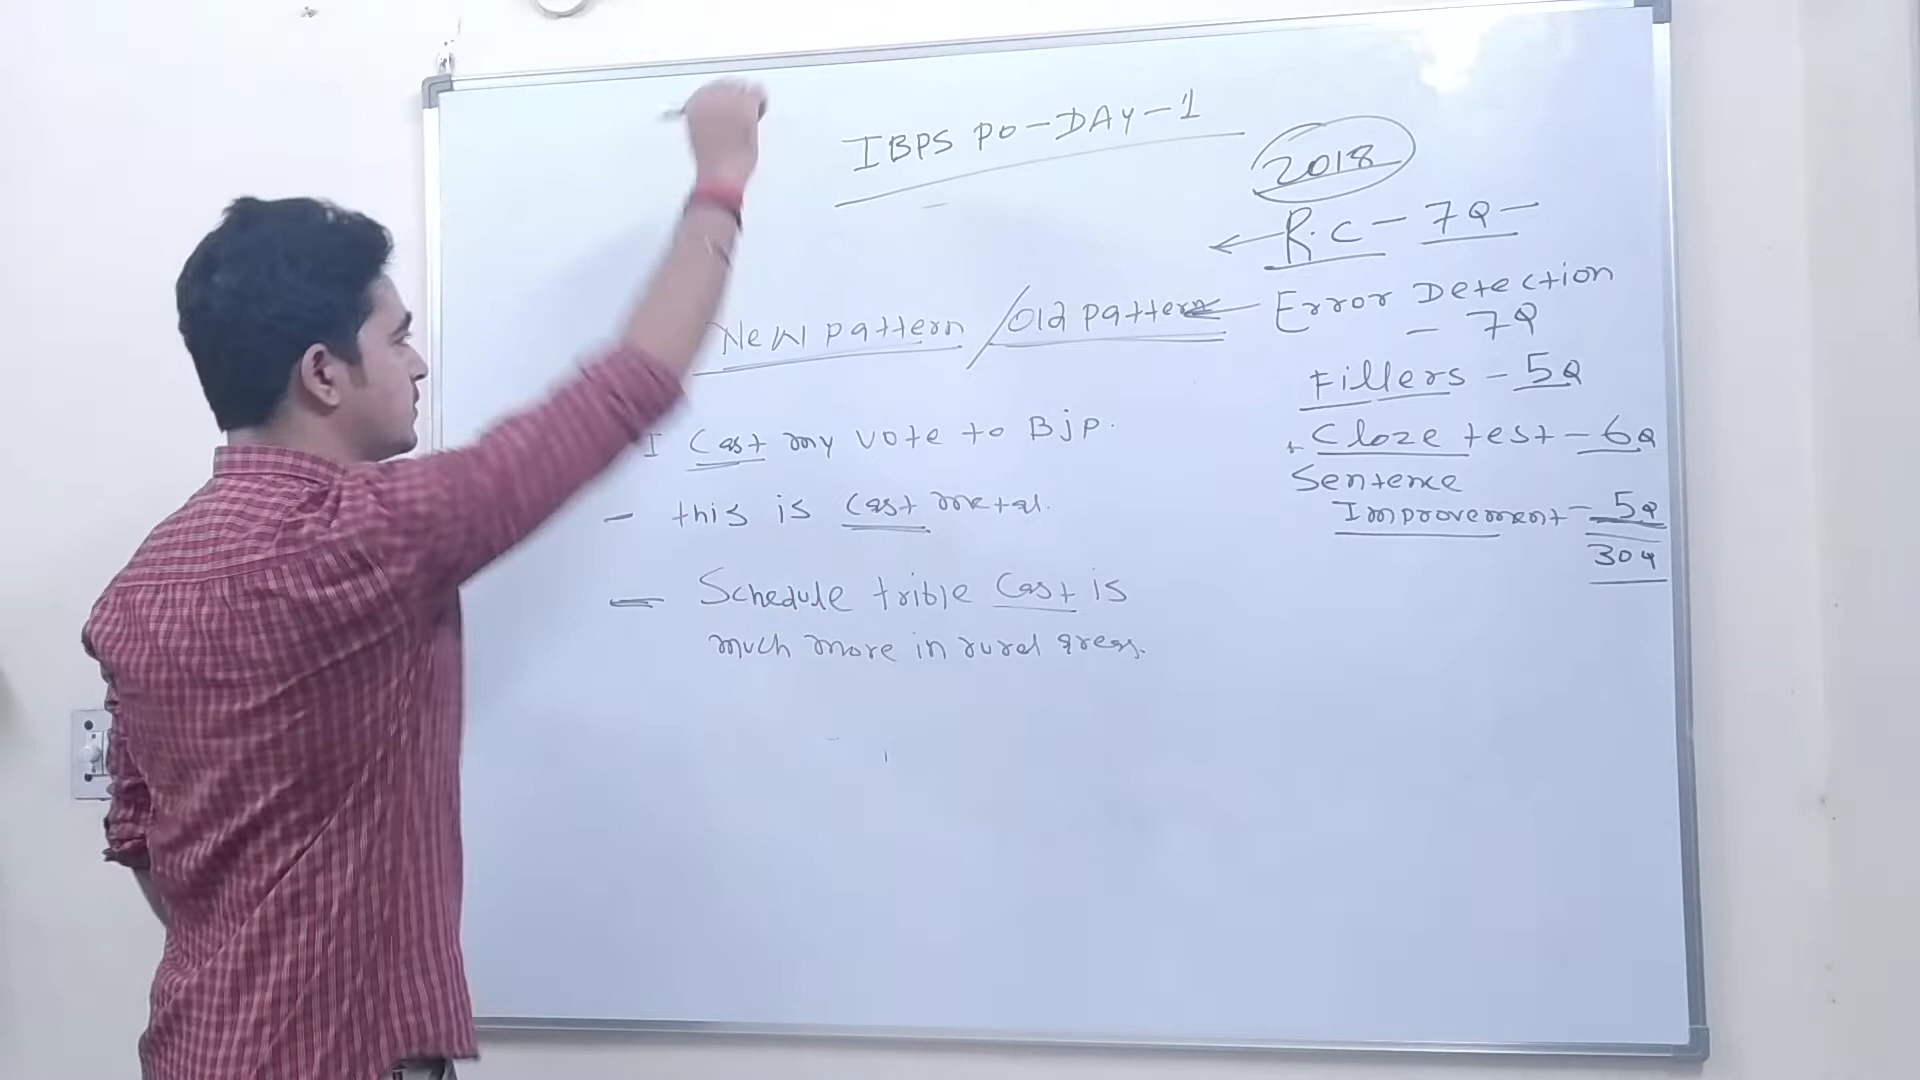 IBPS PO-DAY-1
New pattern / old pattern
I Cast my vote to Bjp.
- this is Cast metal.
- Schedule trible Cast is
much more in rural areas.
2018
R.C - 7Q -
Error Detection
- 7Q
Fillers - 5Q
Cloze test - 6Q
Sentence
Improvement - 5Q
30Q